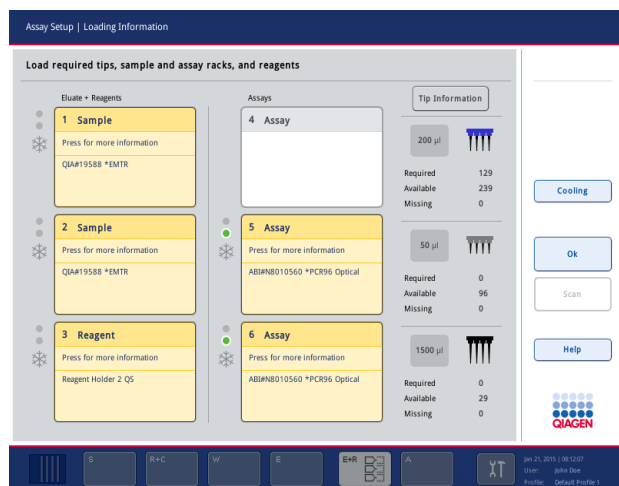 Assay Setup | Loading Information
Load required tips, sample and assay racks, and reagents
Eluate + Reagents
Assays
Tip Information
1 Sample
Press for more information
QIA#19588 *EMTR
4 Assay
200 µl
Required 129
Available 239
Missing 0
Cooling
2 Sample
Press for more information
QIA#19588 *EMTR
5 Assay
Press for more information
ABI#N8010560 *PCR96 Optical
50 µl
Required 0
Available 96
Missing 0
Ok
Scan
3 Reagent
Press for more information
Reagent Holder 2 QS
6 Assay
Press for more information
ABI#N8010560 *PCR96 Optical
1500 µl
Required 0
Available 29
Missing 0
Help
QIAGEN
S
R+C
W
E
E+R
A
Jan 21, 2015 | 08:12:07
User: John Doe
Profile: Default Profile 1